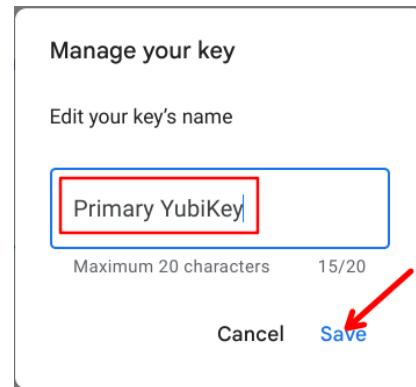 Manage your key
Edit your key’s name
Primary YubiKey
Maximum 20 characters 15/20
Cancel Save